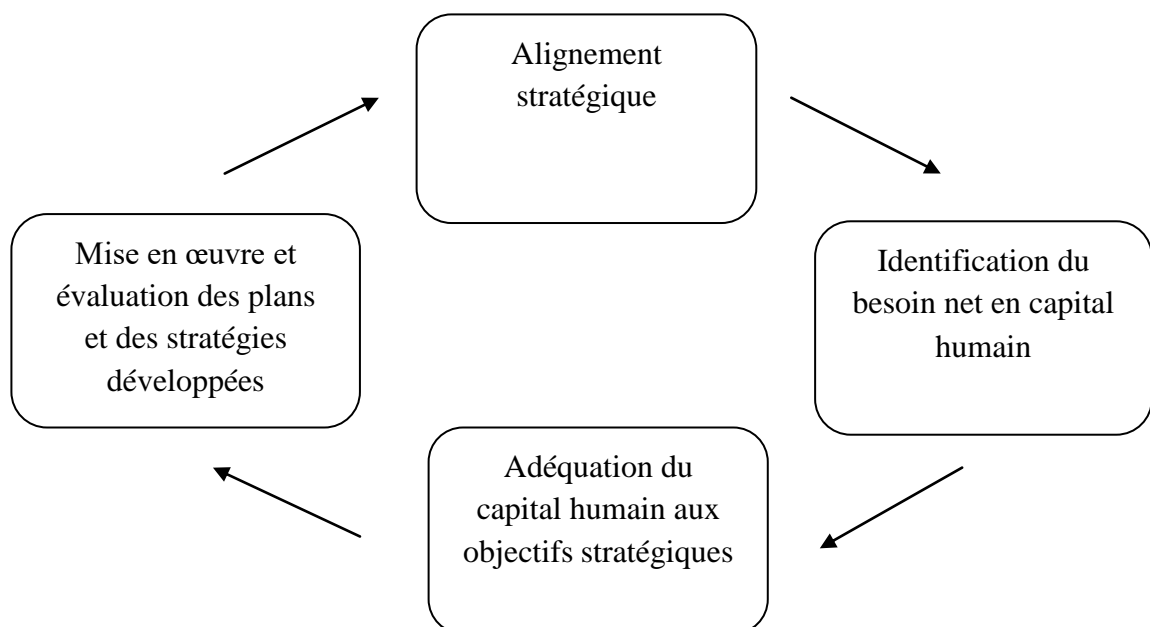 Alignement
stratégique
Identification du
besoin net en capital
humain
Adéquation du
capital humain aux
objectifs stratégiques
Mise en œuvre et
évaluation des plans
et des stratégies
développées